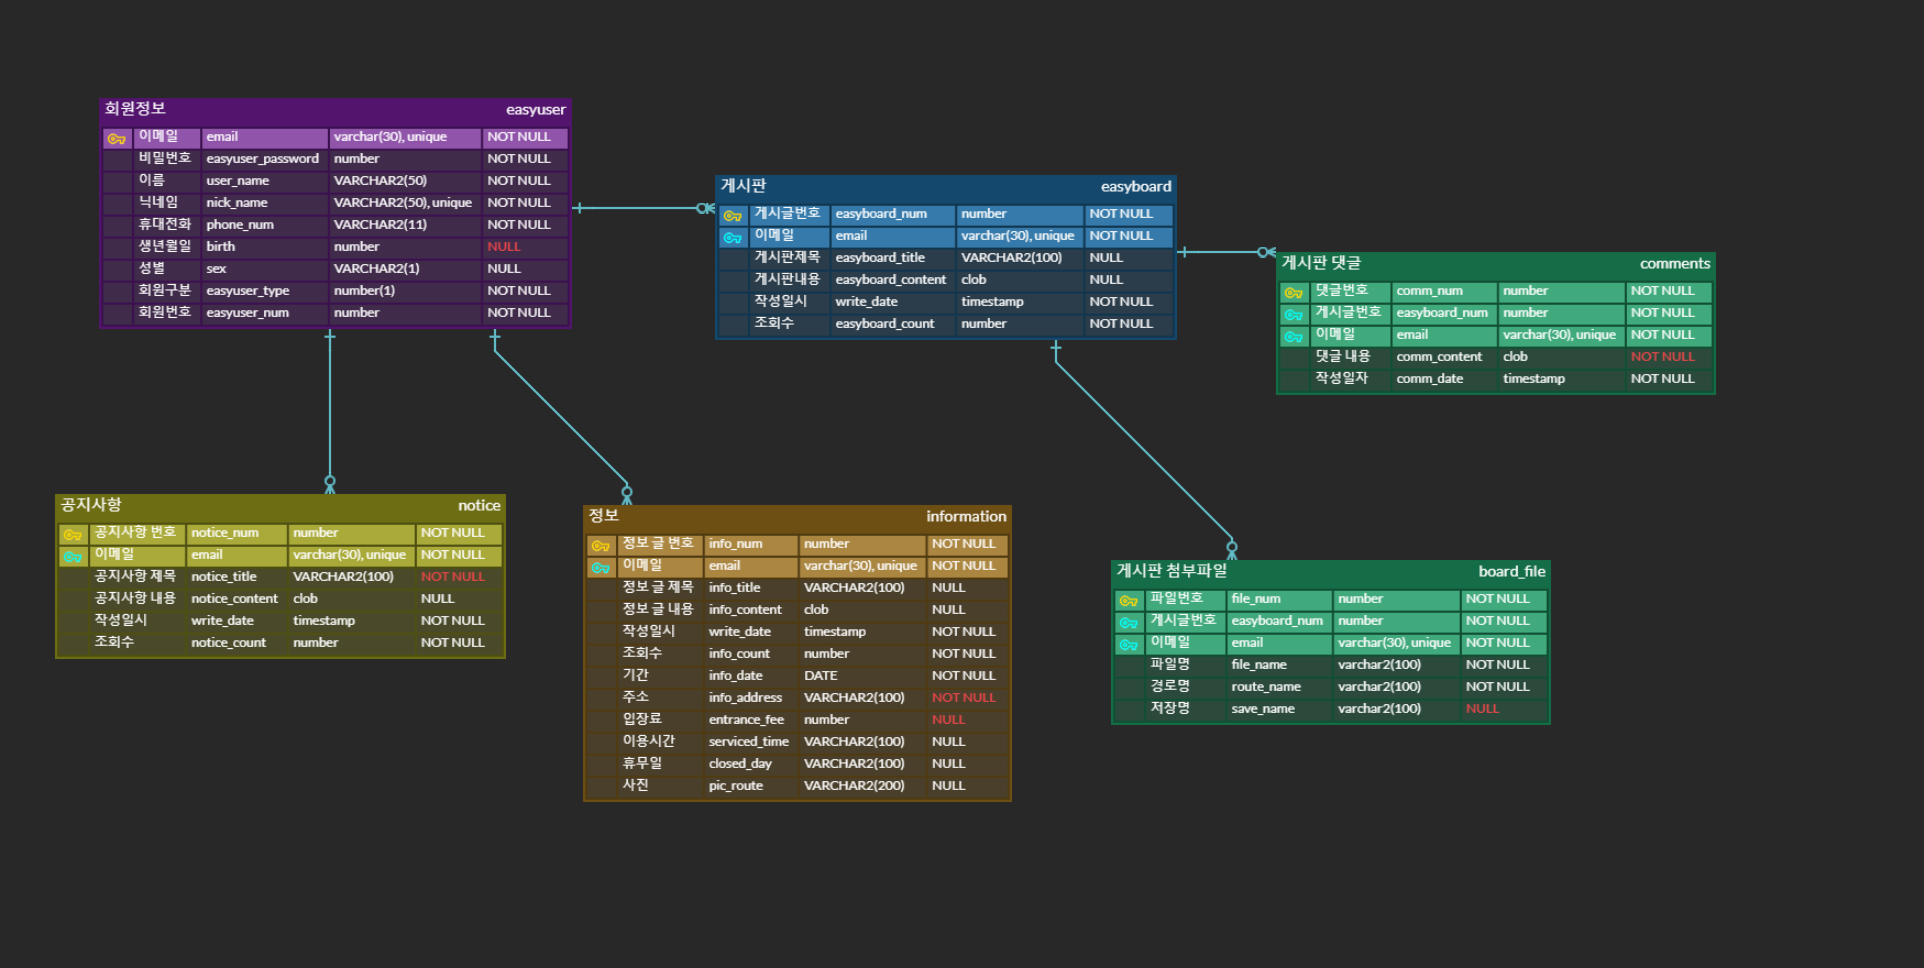 회원정보 easyuser
이메일 email varchar(30), unique NOT NULL
비밀번호 easyuser_password number NOT NULL
이름 user_name VARCHAR2(50) NOT NULL
닉네임 nick_name VARCHAR2(50), unique NOT NULL
휴대전화 phone_num VARCHAR2(11) NOT NULL
생년월일 birth number NULL
성별 sex VARCHAR2(1) NULL
회원구분 easyuser_type number(1) NOT NULL
회원번호 easyuser_num number NOT NULL
게시판 easyboard
게시글번호 easyboard_num number NOT NULL
이메일 email varchar(30), unique NOT NULL
게시판제목 easyboard_title VARCHAR2(100) NULL
게시판내용 easyboard_content clob NULL
작성일시 write_date timestamp NOT NULL
조회수 easyboard_count number NOT NULL
게시판 댓글 comments
댓글번호 comm_num number NOT NULL
게시글번호 easyboard_num number NOT NULL
이메일 email varchar(30), unique NOT NULL
댓글 내용 comm_content clob NOT NULL
작성일자 comm_date timestamp NOT NULL
공지사항 notice
공지사항 번호 notice_num number NOT NULL
이메일 email varchar(30), unique NOT NULL
공지사항 제목 notice_title VARCHAR2(100) NOT NULL
공지사항 내용 notice_content clob NULL
작성일시 write_date timestamp NOT NULL
조회수 notice_count number NOT NULL
정보 information
정보 글 번호 info_num number NOT NULL
이메일 email varchar(30), unique NOT NULL
정보 글 제목 info_title VARCHAR2(100) NULL
정보 글 내용 info_content clob NULL
작성일시 write_date timestamp NOT NULL
조회수 info_count number NOT NULL
기간 info_date DATE NOT NULL
주소 info_address VARCHAR2(100) NOT NULL
입장료 entrance_fee number NULL
이용시간 serviced_time VARCHAR2(100) NULL
휴무일 closed_day VARCHAR2(100) NULL
사진 pic_route VARCHAR2(200) NULL
게시판 첨부파일 board_file
파일번호 file_num number NOT NULL
게시글번호 easyboard_num number NOT NULL
이메일 email varchar(30), unique NOT NULL
파일명 file_name varchar2(100) NOT NULL
경로명 route_name varchar2(100) NOT NULL
저장명 save_name varchar2(100) NULL